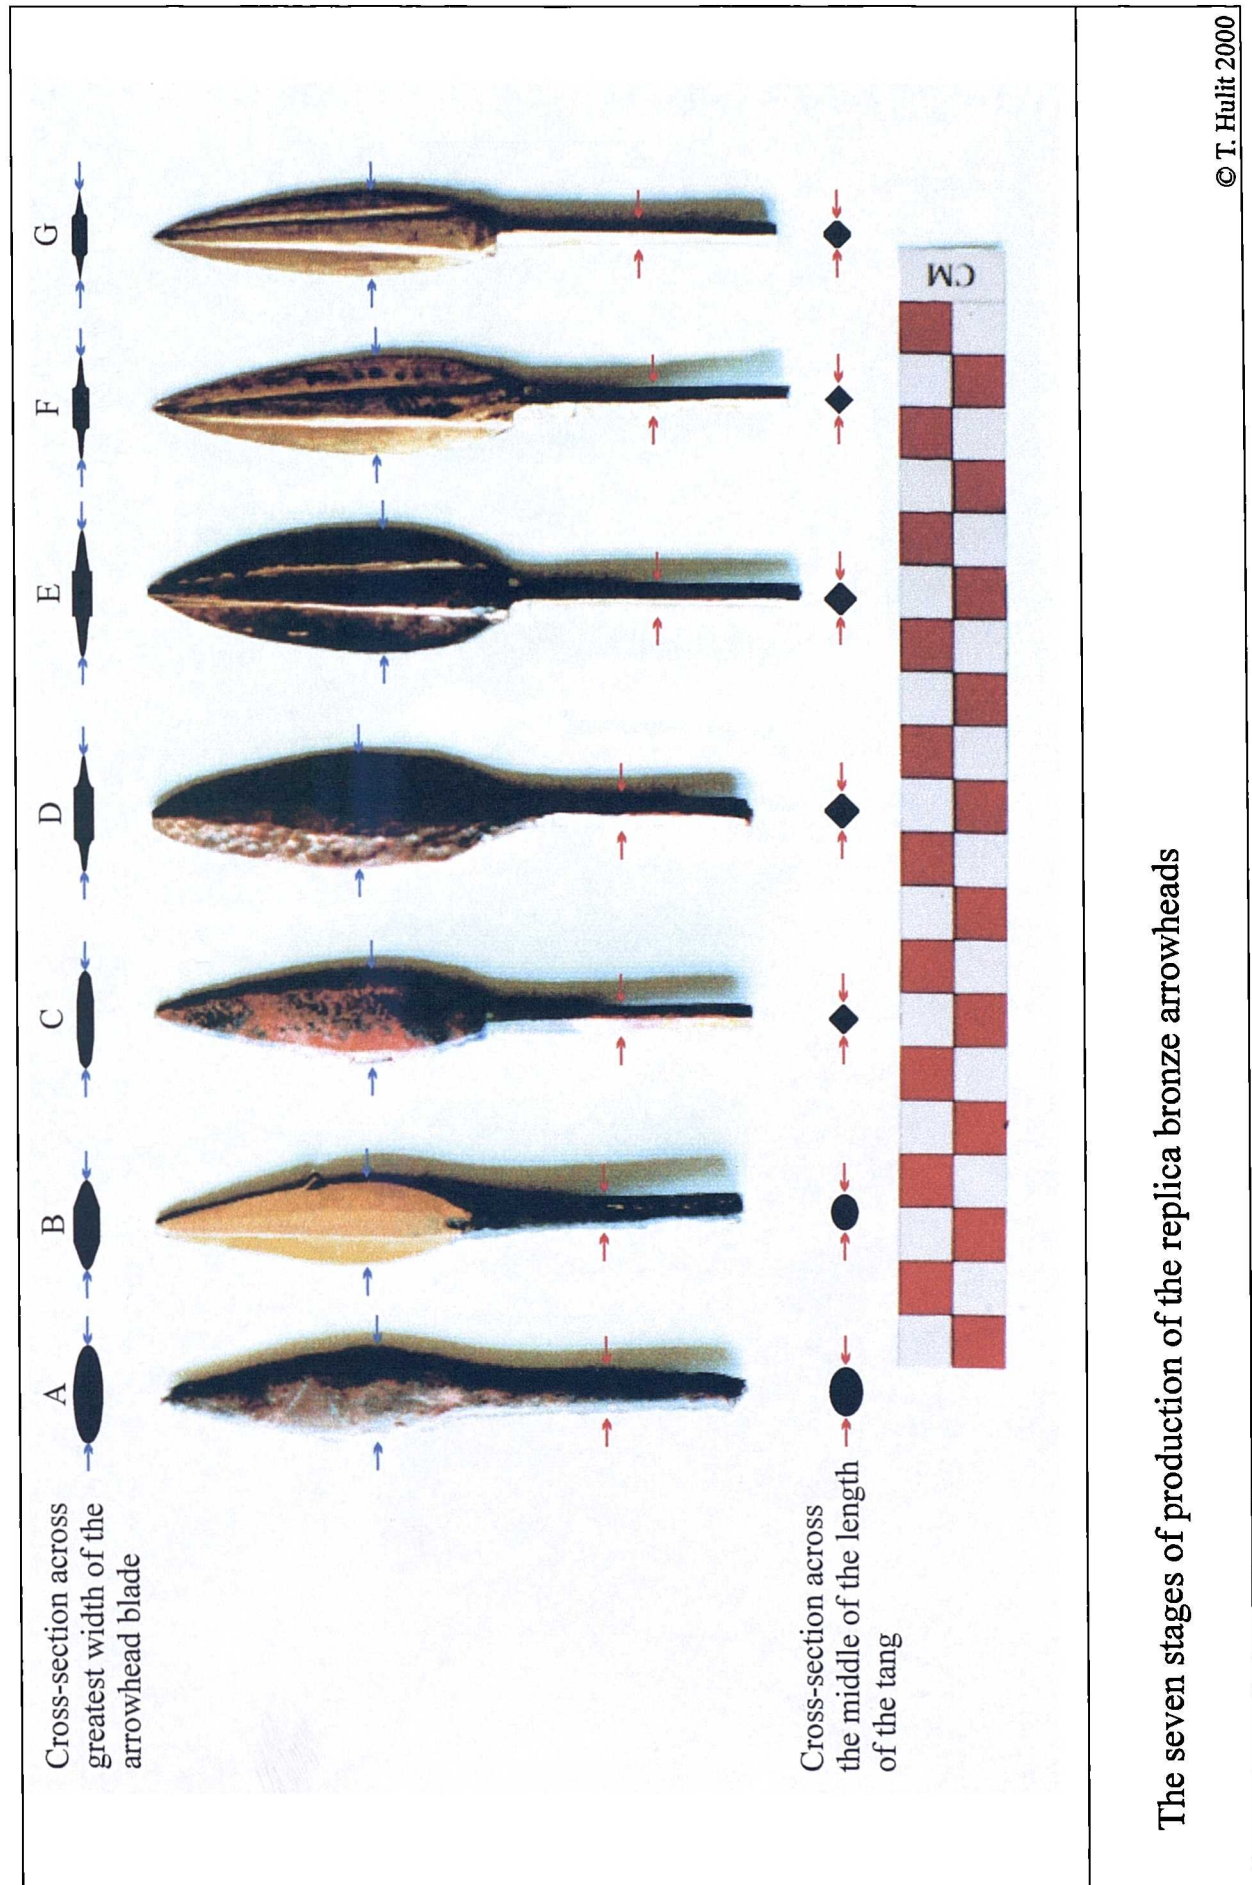 Cross-section across
greatest width of the
arrowhead blade
A
B
C
D
E
F
G
Cross-section across
the middle of the length
of the tang
CM
The seven stages of production of the replica bronze arrowheads
© T. Hulit 2000